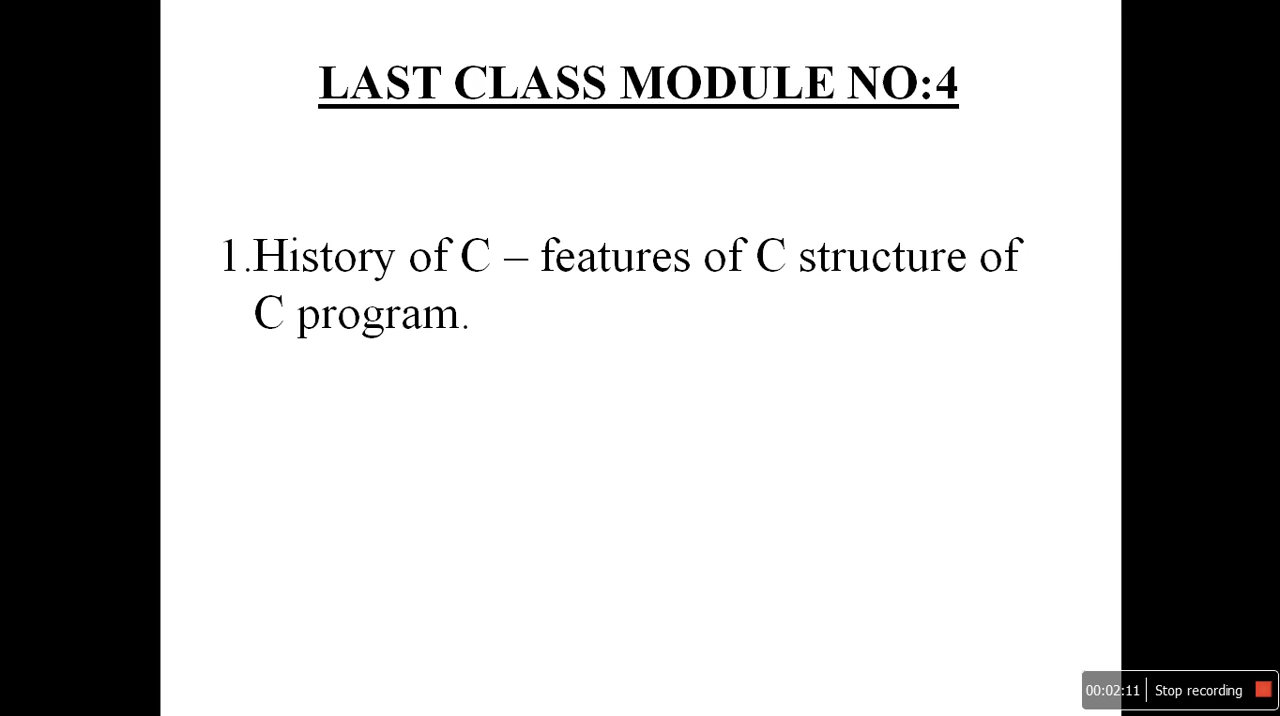 LAST CLASS MODULE NO:4
1.History of C – features of C structure of
C program.
00:02:11 Stop recording